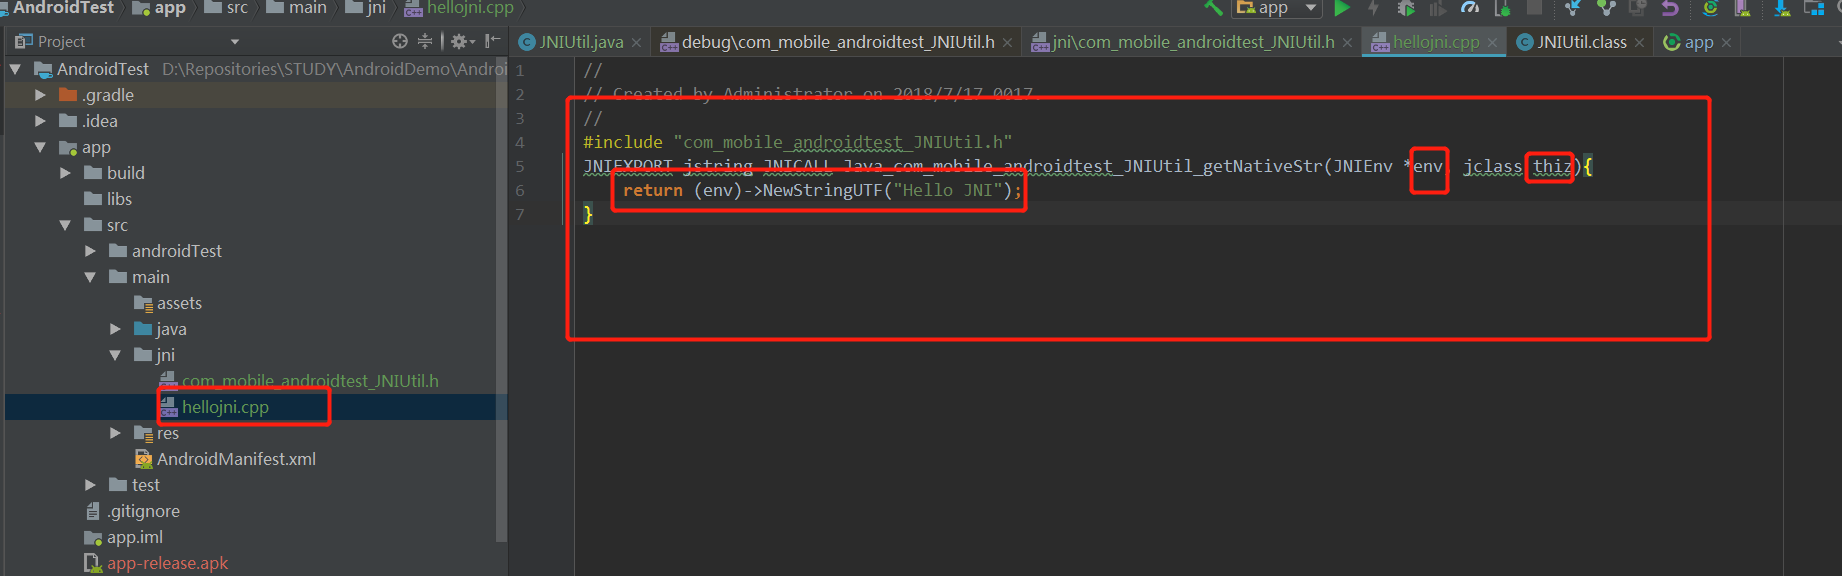 AndroidTest app src main jni hellojni.cpp app
Project JNIUtil.java debug\com_mobile_androidtest_JNIUtil.h jni\com_mobile_androidtest_JNIUtil.h hellojni.cpp JNIUtil.class app
AndroidTest D:\Repositories\STUDY\AndroidDemo\Androi
.gradle
.idea
app
build
libs
src
androidTest
main
assets
java
jni
com_mobile_androidtest_JNIUtil.h
hellojni.cpp
res
AndroidManifest.xml
test
.gitignore
app.iml
app-release.apk
1 //
2 // Created by Administrator on 2018/7/17 0017.
3 //
4 #include "com_mobile_androidtest_JNIUtil.h"
5 JNIEXPORT jstring JNICALL Java_com_mobile_androidtest_JNIUtil_getNativeStr(JNIEnv *env, jclass thiz){
6 return (env)->NewStringUTF("Hello JNI");
7 }